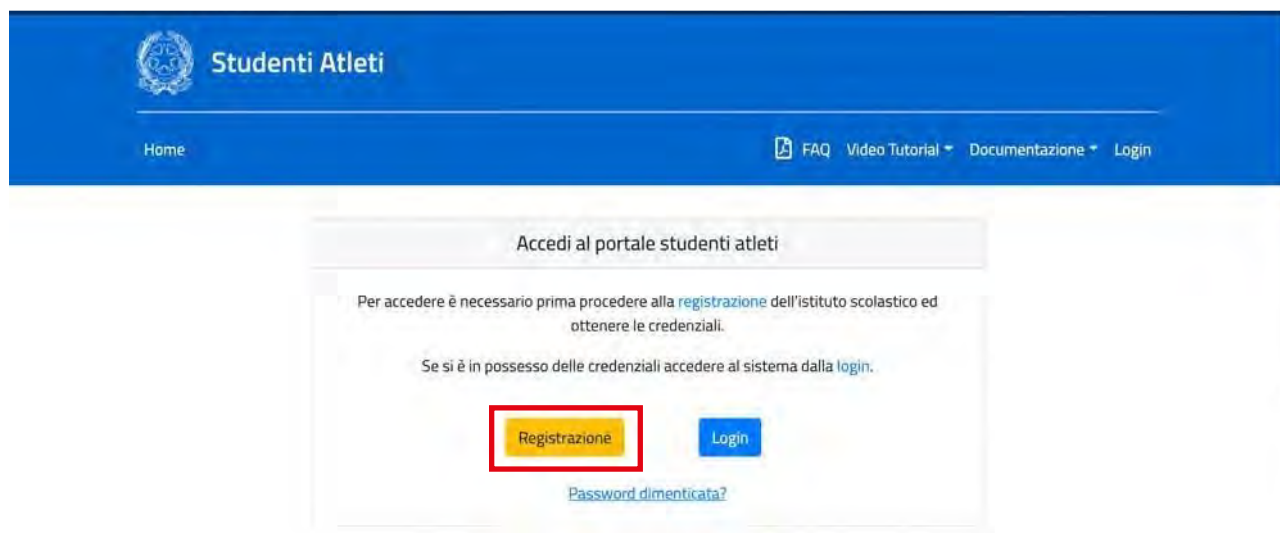 Studenti Atleti
Home
FAQ Video Tutorial Documentazione Login
Accedi al portale studenti atleti
Per accedere è necessario prima procedere alla registrazione dell'istituto scolastico ed
ottenere le credenziali.
Se si è in possesso delle credenziali accedere al sistema dalla login.
Registrazione Login
Password dimenticata?